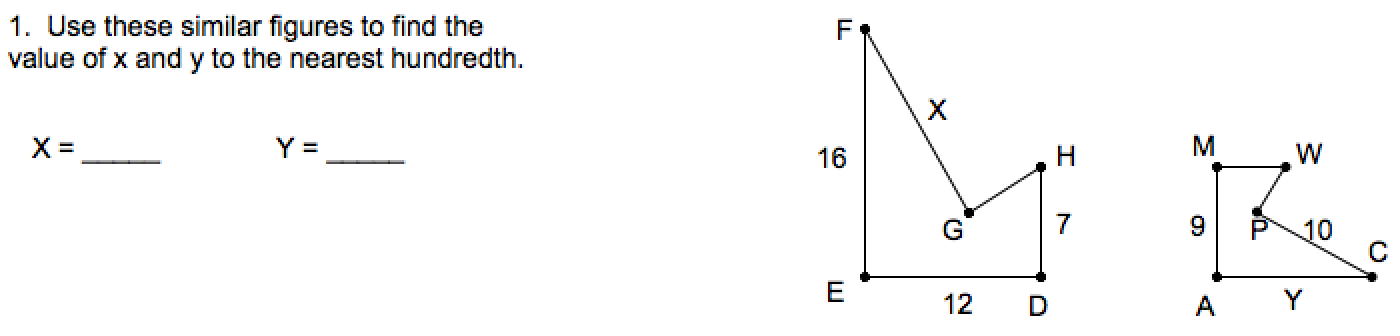 1. Use these similar figures to find the
value of x and y to the nearest hundredth.
X = _____ Y = _____
F
X
16
H
G
7
E
12
D
M
W
9
P
10
C
A
Y